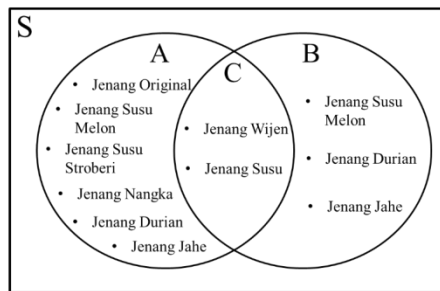 S
A
B
C
• Jenang Original
• Jenang Susu
Melon
• Jenang Susu
Stroberi
• Jenang Nangka
• Jenang Durian
• Jenang Jahe
• Jenang Wijen
• Jenang Susu
• Jenang Susu
Melon
• Jenang Durian
• Jenang Jahe